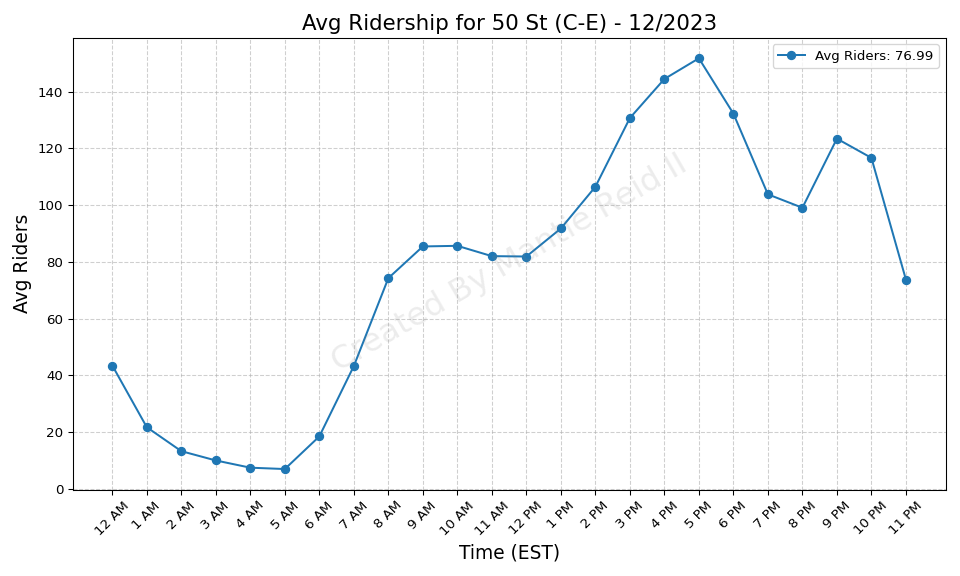 Avg Ridership for 50 St (C-E) - 12/2023
Avg Riders: 76.99
Avg Riders
140
120
100
80
60
40
20
0
Created By Mantle Reid II
12 AM
1 AM
2 AM
3 AM
4 AM
5 AM
6 AM
7 AM
8 AM
9 AM
10 AM
11 AM
12 PM
1 PM
2 PM
3 PM
4 PM
5 PM
6 PM
7 PM
8 PM
9 PM
10 PM
11 PM
Time (EST)